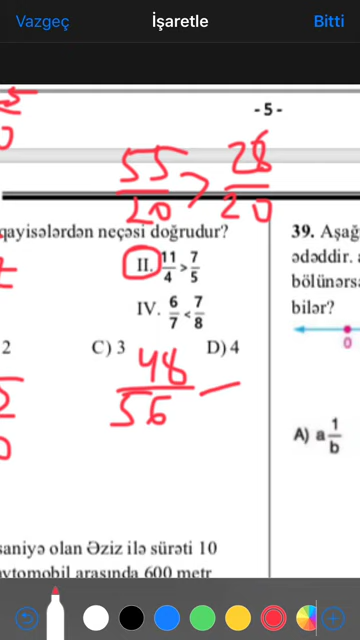 Vazgeç İşaretle Bitti
- 5 -
55/20 > 28/20
qayisələrdən neçəsi doğrudur?
II. 11/4 > 7/5
IV. 6/7 < 7/8
2 C) 3 D) 4
48/56 –
39. Aşağ
ədəddir.
bölünərsə
bilər?
0
A) a 1/b
saniyə olan Əziz ilə sürəti 10
avtomobil arasında 600 metr